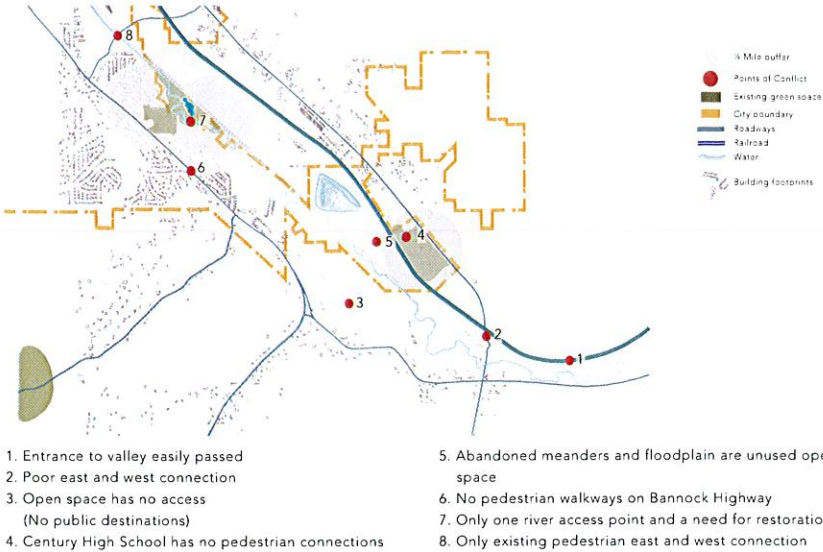 8
7
6
5
4
3
2
1
¼ Mile buffer
Points of Conflict
Existing green space
City boundary
Roadways
Railroad
Water
Building footprints
1. Entrance to valley easily passed
2. Poor east and west connection
3. Open space has no access
(No public destinations)
4. Century High School has no pedestrian connections
5. Abandoned meanders and floodplain are unused ope
space
6. No pedestrian walkways on Bannock Highway
7. Only one river access point and a need for restoratio
8. Only existing pedestrian east and west connection